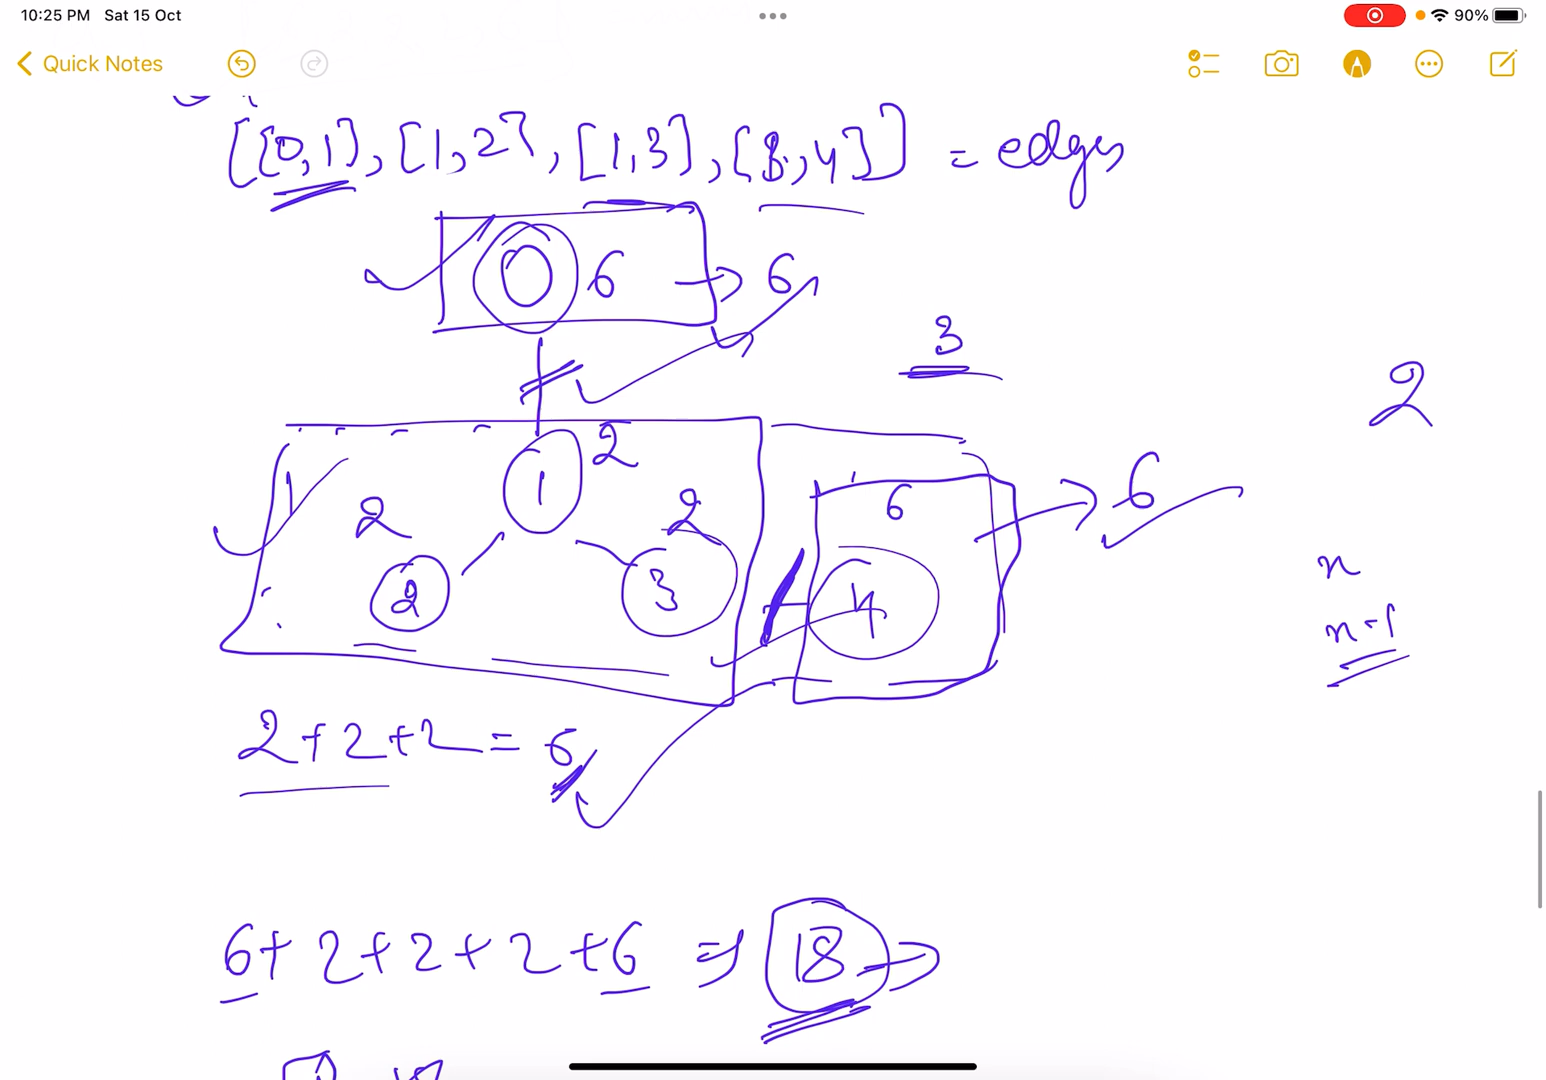 10:25 PM Sat 15 Oct 90%
Quick Notes
[[0,1], [1,2], [1,3], [3,4]] = edges
0 6 → 6
3
2
1 2
2 2 6 → 6
2 3 4
n
n-1
2+2+2 = 6
6+2+2+2+6 ⇒ 18 →